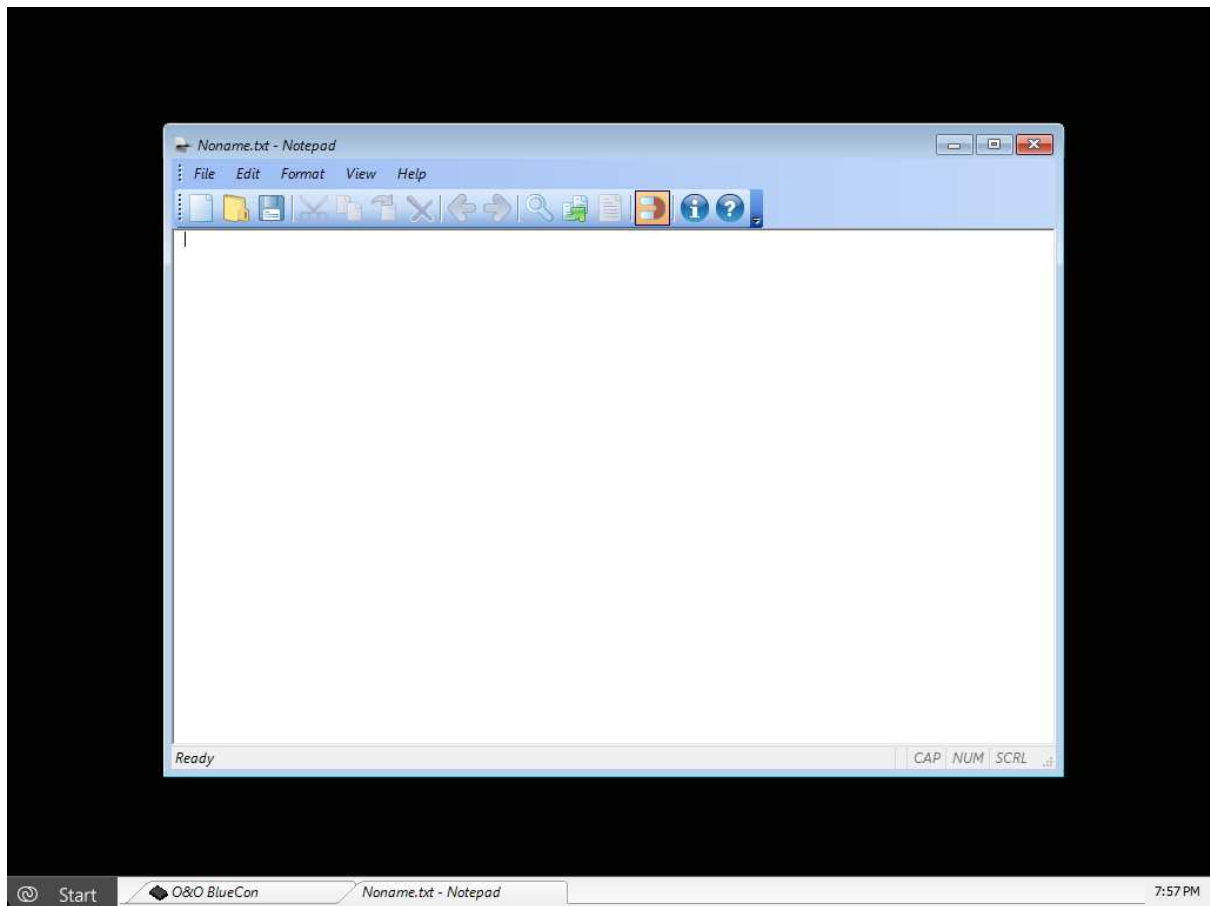 Noname.txt - Notepad
File Edit Format View Help
Ready
CAP NUM SCRL
Start O&O BlueCon Noname.txt - Notepad 7:57 PM